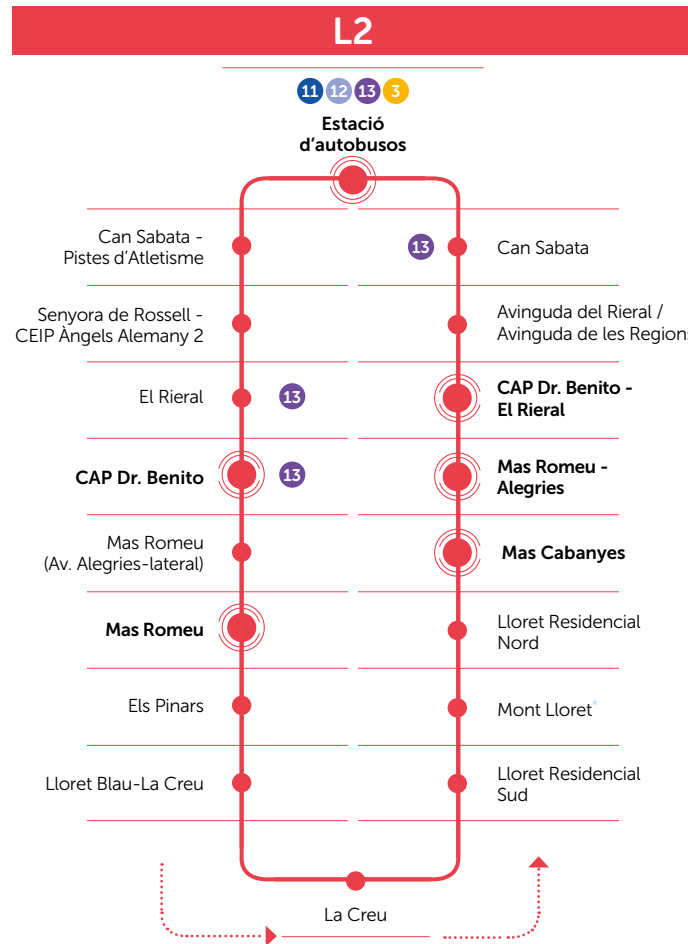 L2
11 12 13 3
Estació
d'autobusos
Can Sabata -
Pistes d'Atletisme
13
Can Sabata
Senyora de Rossell -
CEIP Àngels Alemany 2
Avinguda del Rieral /
Avinguda de les Regions
El Rieral
13
CAP Dr. Benito -
El Rieral
CAP Dr. Benito
13
Mas Romeu -
Alegries
Mas Romeu
(Av. Alegries-lateral)
Mas Cabanyes
Mas Romeu
Lloret Residencial
Nord
Els Pinars
Mont Lloret*
Lloret Blau-La Creu
Lloret Residencial
Sud
La Creu